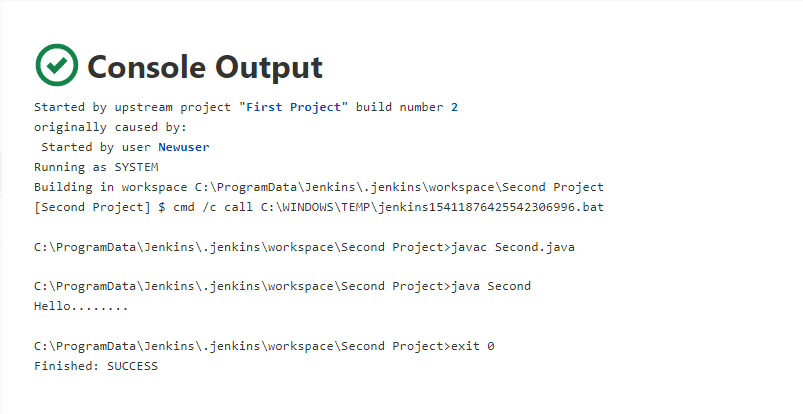 Console Output
Started by upstream project "First Project" build number 2
originally caused by:
 Started by user Newuser
Running as SYSTEM
Building in workspace C:\ProgramData\Jenkins\.jenkins\workspace\Second Project
[Second Project] $ cmd /c call C:\WINDOWS\TEMP\jenkins15411876425542306996.bat

C:\ProgramData\Jenkins\.jenkins\workspace\Second Project>javac Second.java

C:\ProgramData\Jenkins\.jenkins\workspace\Second Project>java Second
Hello........

C:\ProgramData\Jenkins\.jenkins\workspace\Second Project>exit 0
Finished: SUCCESS